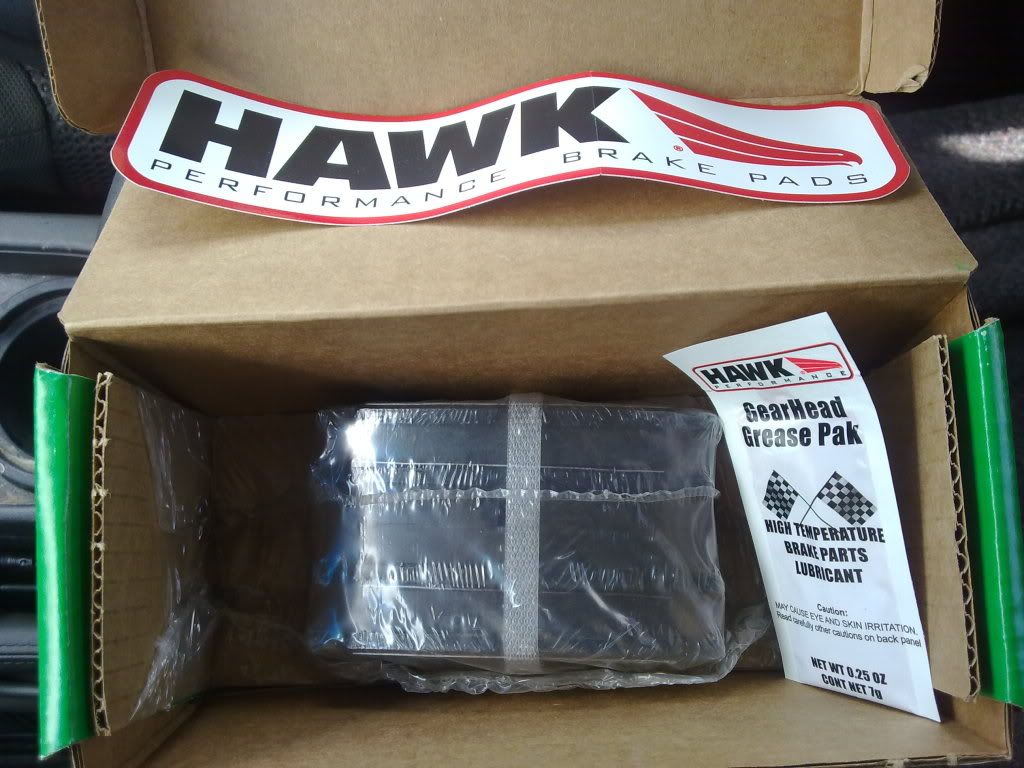 HAWK
PERFORMANCE BRAKE PADS
®
HAWK
PERFORMANCE
GearHead
Grease Pak
HIGH TEMPERATURE
BRAKE PARTS
LUBRICANT
Caution:
MAY CAUSE EYE AND SKIN IRRITATION.
Read carefully other cautions on back panel
NET WT 0.25 OZ
CONT NET 7g